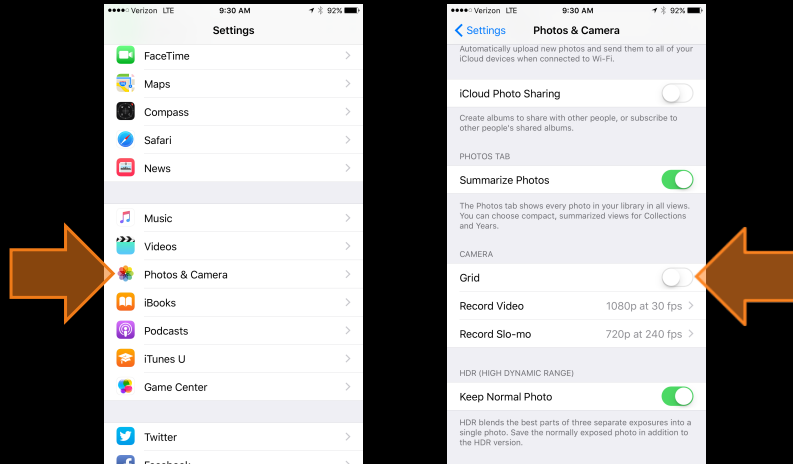 Verizon LTE 9:30 AM 92%
Settings
FaceTime
Maps
Compass
Safari
News
Music
Videos
Photos & Camera
iBooks
Podcasts
iTunes U
Game Center
Twitter
Facebook
Verizon LTE 9:30 AM 92%
Settings Photos & Camera
Automatically upload new photos and send them to all of your
iCloud devices when connected to Wi-Fi.
iCloud Photo Sharing
Create albums to share with other people, or subscribe to
other people's shared albums.
PHOTOS TAB
Summarize Photos
The Photos tab shows every photo in your library in all views.
You can choose compact, summarized views for Collections
and Years.
CAMERA
Grid
Record Video 1080p at 30 fps
Record Slo-mo 720p at 240 fps
HDR (HIGH DYNAMIC RANGE)
Keep Normal Photo
HDR blends the best parts of three separate exposures into a
single photo. Save the normally exposed photo in addition to
the HDR version.